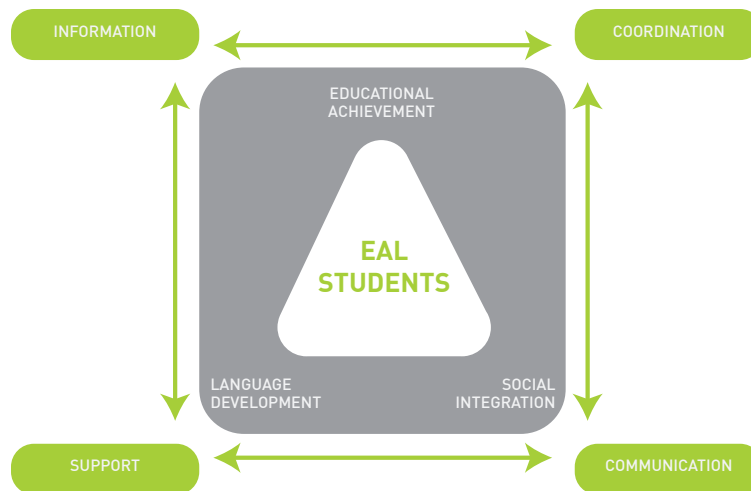 INFORMATION
COORDINATION
EDUCATIONAL
ACHIEVEMENT
EAL
STUDENTS
LANGUAGE
DEVELOPMENT
SOCIAL
INTEGRATION
SUPPORT
COMMUNICATION